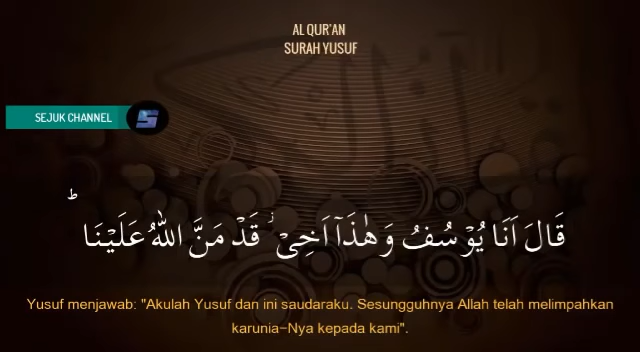 AL QUR'AN
SURAH YUSUF
SEJUK CHANNEL
قَالَ اَنَا۠ يُوْسُفُ وَهٰذَآ اَخِيْ ۖ قَدْ مَنَّ اللّٰهُ عَلَيْنَا ۗ
Yusuf menjawab: "Akulah Yusuf dan ini saudaraku. Sesungguhnya Allah telah melimpahkan
karunia-Nya kepada kami".